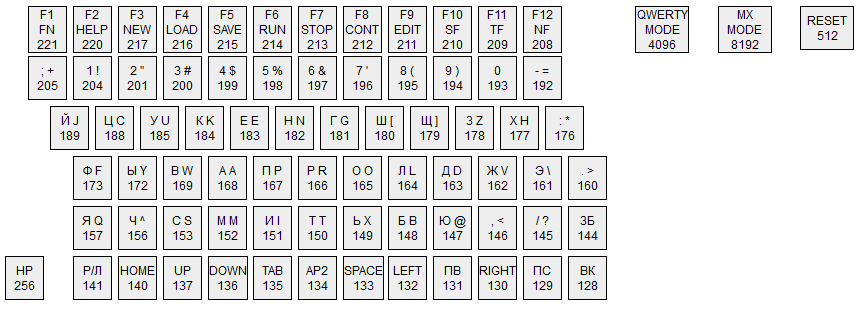 F1 F2 F3 F4 F5 F6 F7 F8 F9 F10 F11 F12 QWERTY MX RESET
FN HELP NEW LOAD SAVE RUN STOP CONT EDIT SF TF NF MODE MODE 512
221 220 217 216 215 214 213 212 211 210 209 208 4096 8192
; + 1 ! 2 " 3 # 4 $ 5 % 6 & 7 ' 8 ( 9 ) 0 - =
205 204 201 200 199 198 197 196 195 194 193 192
Й J Ц C У U К K Е E Н N Г G Ш [ Щ ] З Z Х H : *
189 188 185 184 183 182 181 180 179 178 177 176
Ф F Ы Y В W А A П P Р R О O Л L Д D Ж V Э \ . >
173 172 169 168 167 166 165 164 163 162 161 160
Я Q Ч ^ С S М M И I Т T Ь X Б B Ю @ , < / ? ЗБ
157 156 153 152 151 150 149 148 147 146 145 144
НР Р/Л HOME UP DOWN TAB АР2 SPACE LEFT ПВ RIGHT ПС ВК
256 141 140 137 136 135 134 133 132 131 130 129 128